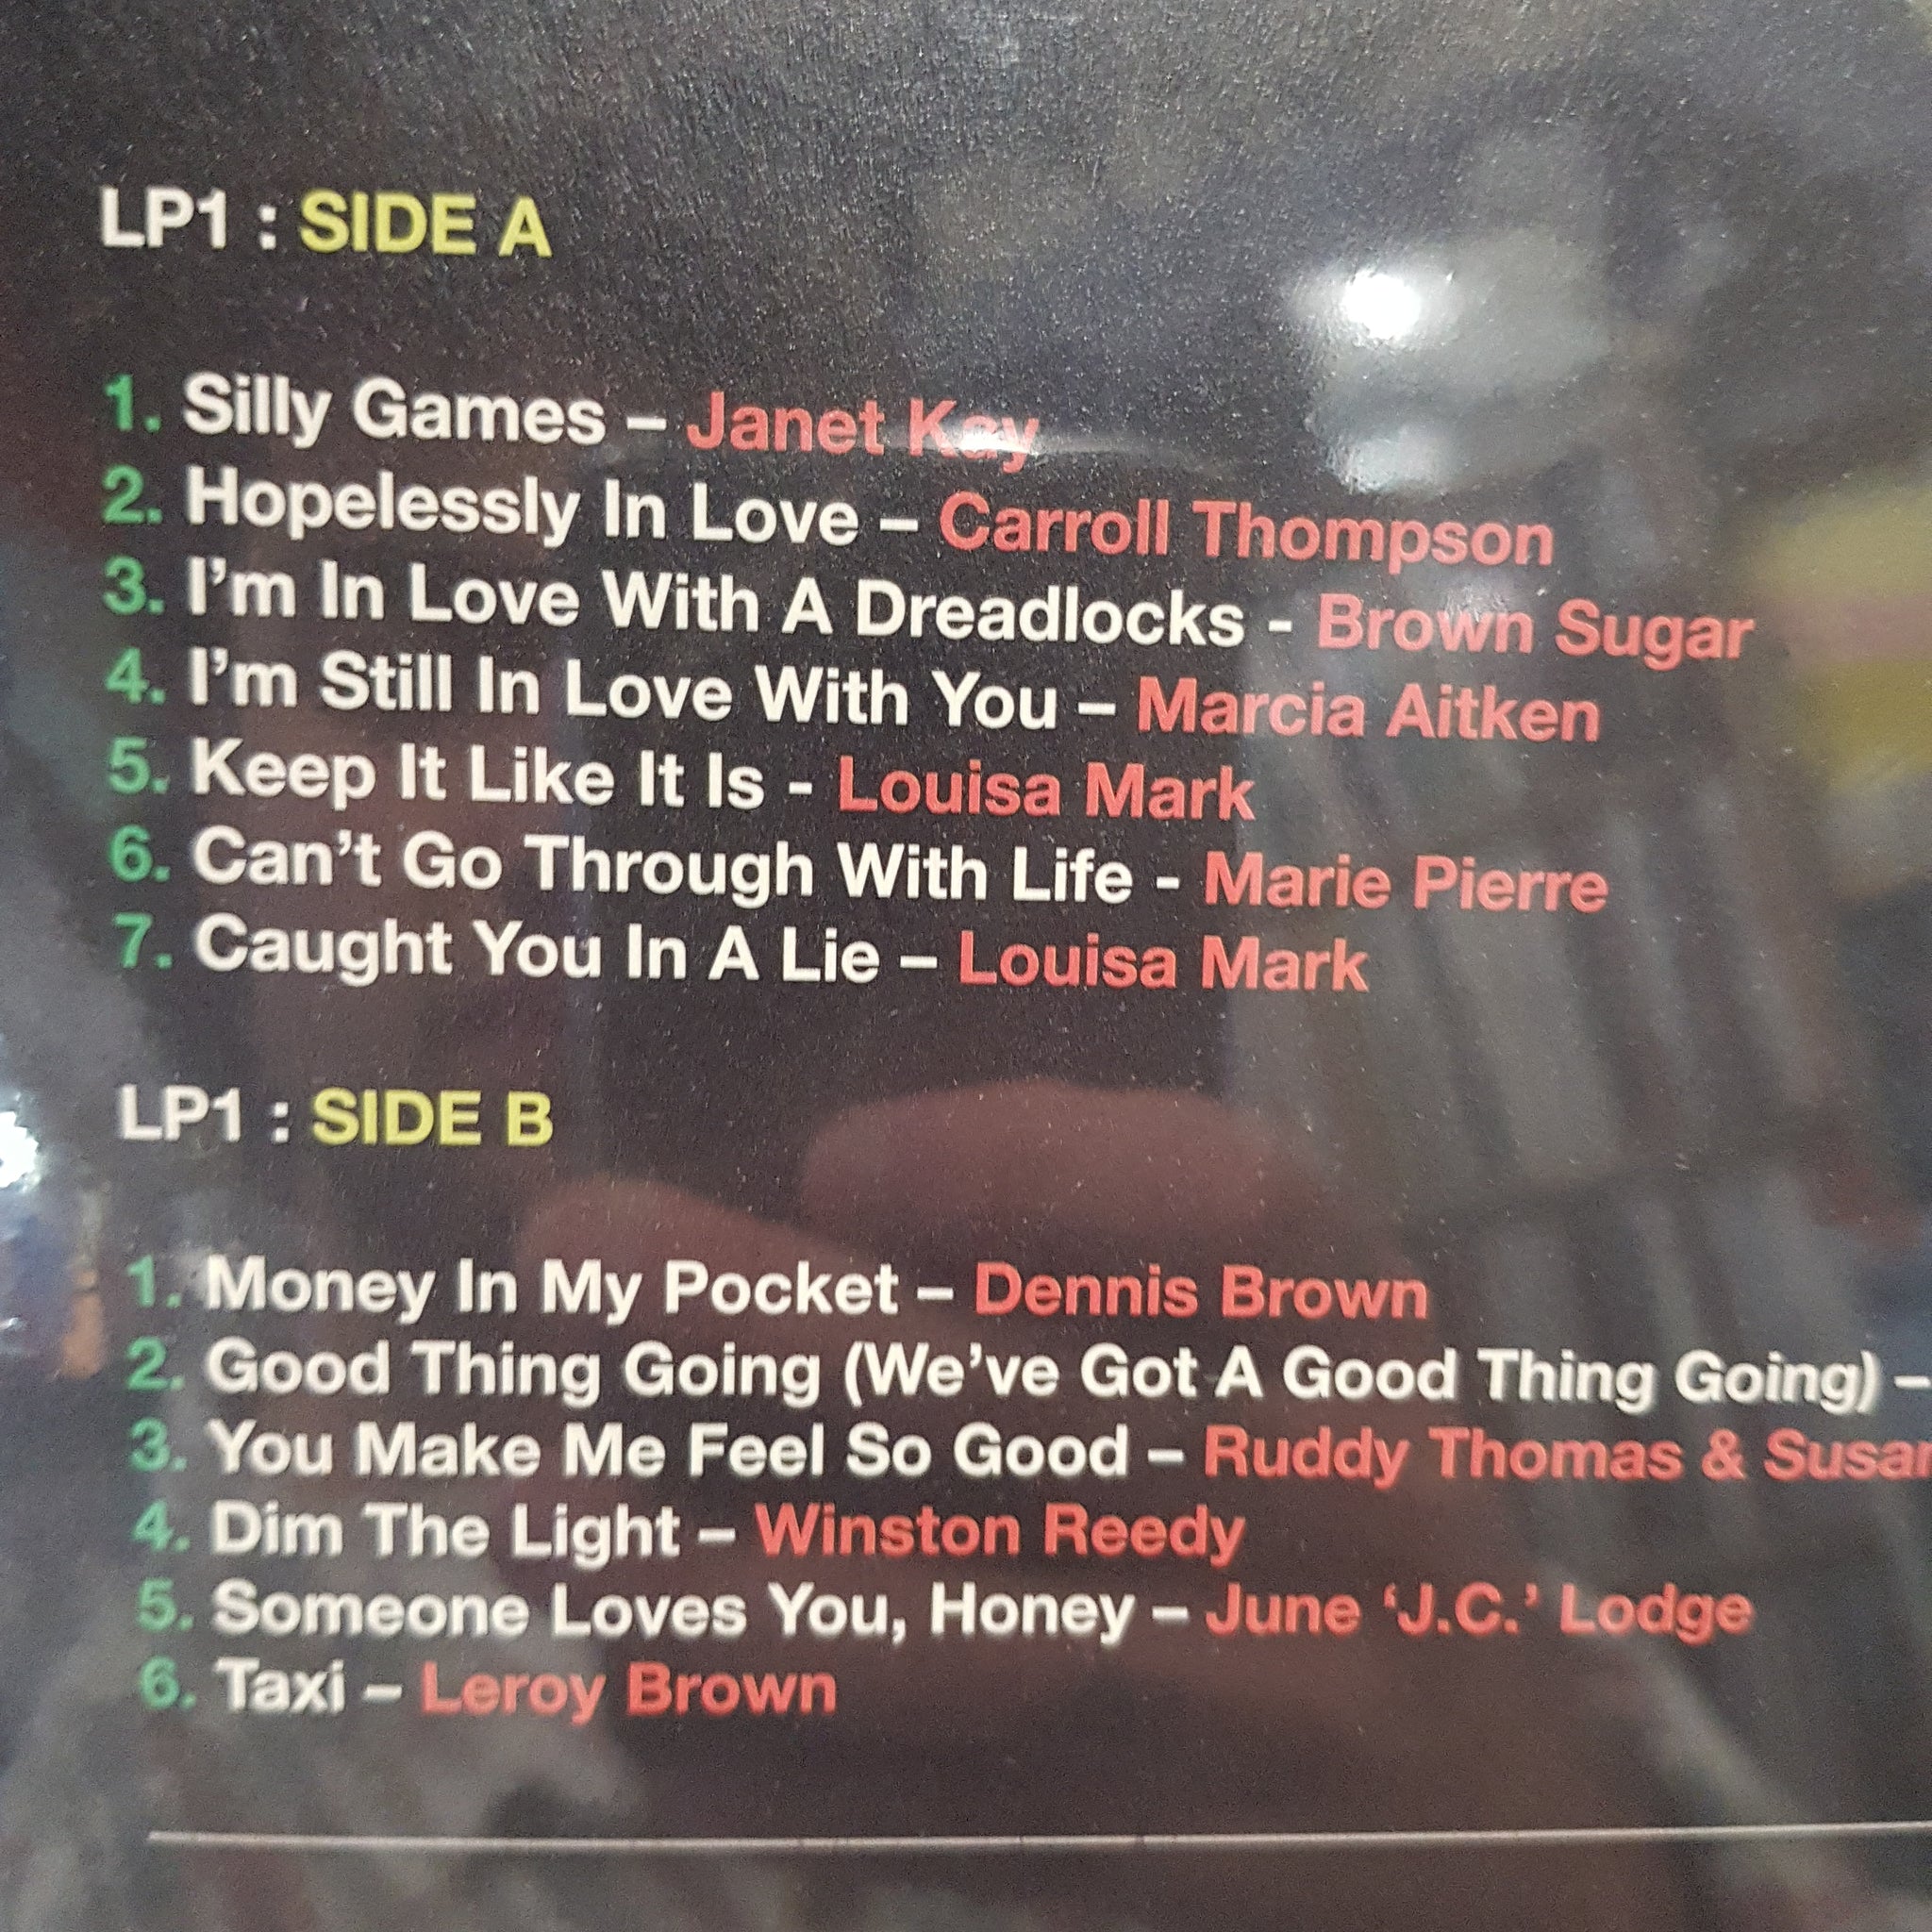 LP1 : SIDE A
1. Silly Games – Janet Kay
2. Hopelessly In Love – Carroll Thompson
3. I'm In Love With A Dreadlocks - Brown Sugar
4. I'm Still In Love With You – Marcia Aitken
5. Keep It Like It Is - Louisa Mark
6. Can't Go Through With Life - Marie Pierre
7. Caught You In A Lie – Louisa Mark
LP1 : SIDE B
1. Money In My Pocket – Dennis Brown
2. Good Thing Going (We've Got A Good Thing Going) –
3. You Make Me Feel So Good – Ruddy Thomas &
4. Dim The Light – Winston Reedy
5. Someone Loves You, Honey – June 'J.C.' Lodge
6. Taxi – Leroy Brown